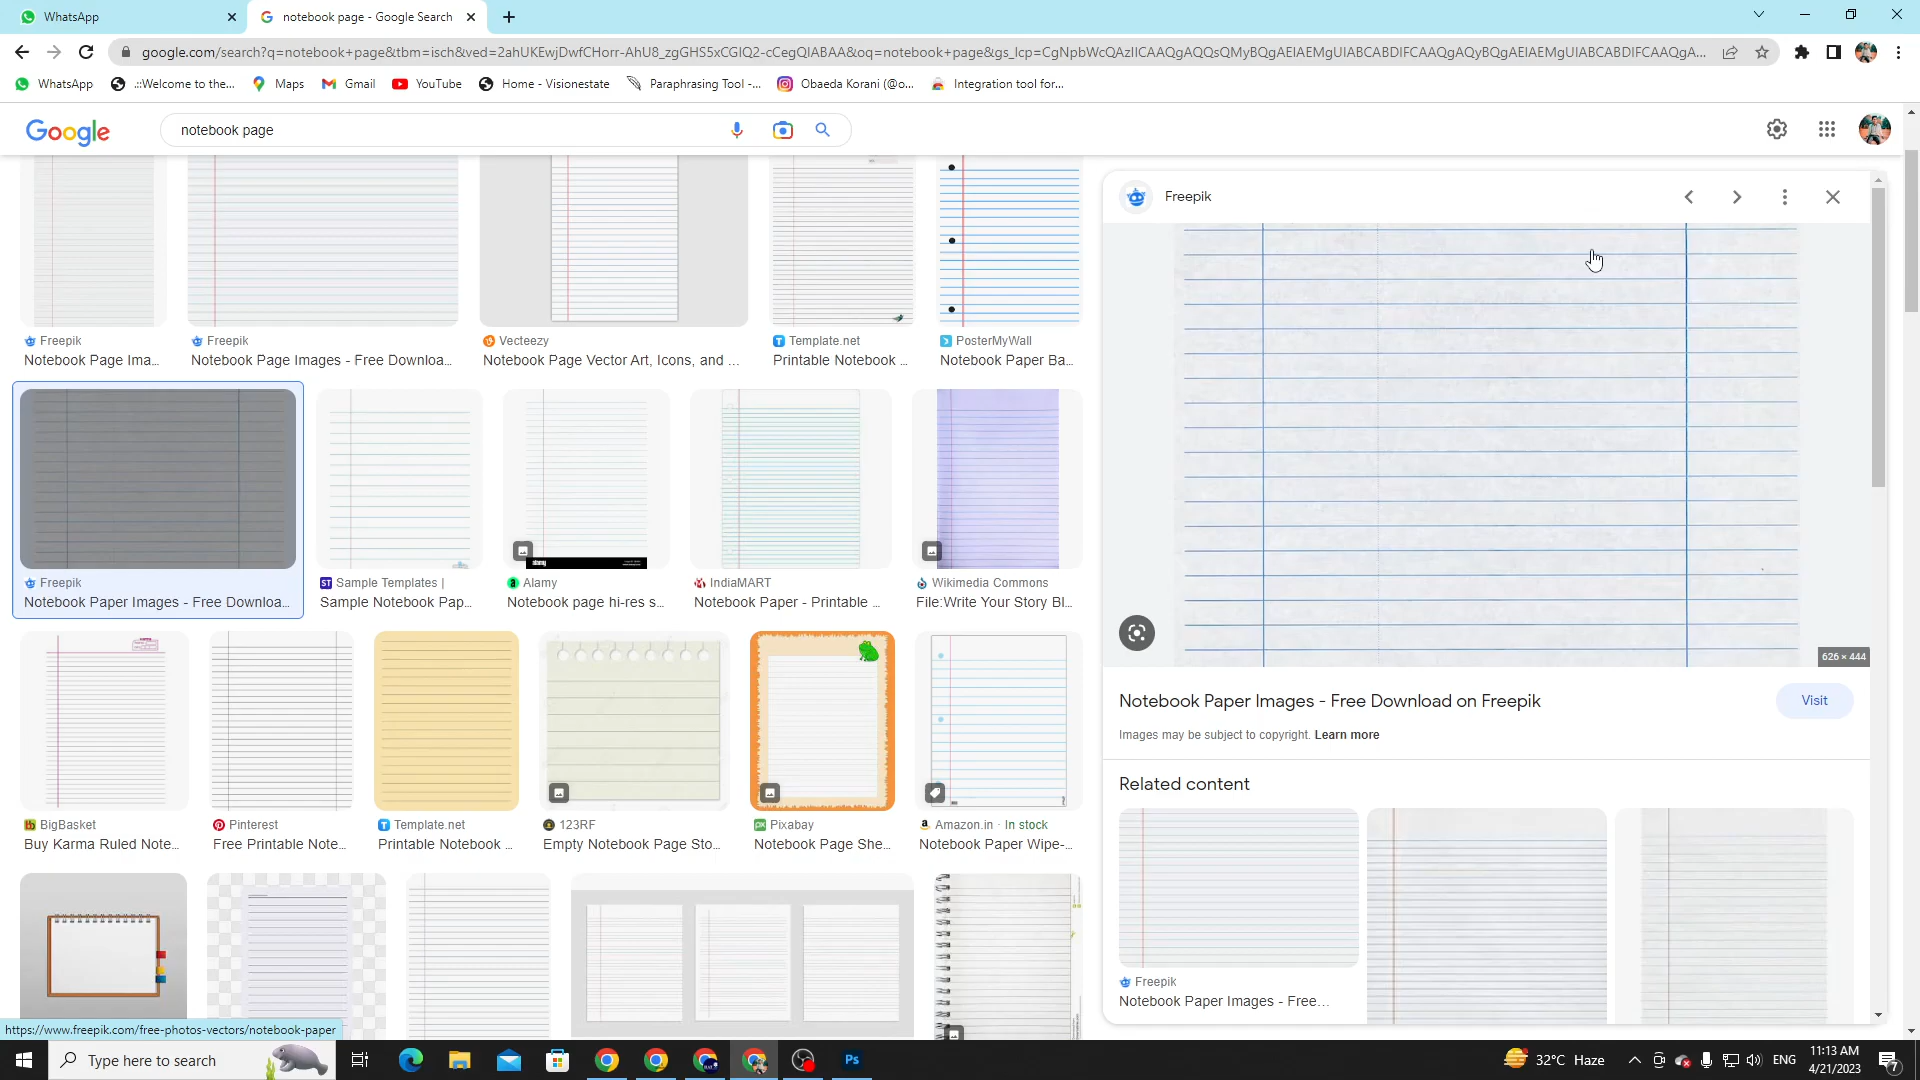 WhatsApp
notebook page - Google Search
google.com/search?q=notebook+page&tbm=isch&ved=2ahUKEwjDwfCHorr-AhU8_zgGHS5xCGIQ2-cCegQIABAA&oq=notebook+page&gs_lcp=CgNpbWcQAzIICAAQgAQQsQMyBQgAEIAEMgUIABCABDIFCAAQgAQyBQgAEIAEMgUIABCABDIFCAAQgA...
WhatsApp
.::Welcome to the...
Maps
Gmail
YouTube
Home - Visionestate
Paraphrasing Tool -...
Obaeda Korani (@o...
Integration tool for...
Google
notebook page
Freepik
Freepik
Freepik
Vecteezy
Template.net
PosterMyWall
Notebook Page Ima...
Notebook Page Images - Free Downloa...
Notebook Page Vector Art, Icons, and ...
Printable Notebook ...
Notebook Paper Ba...
alamy
Freepik
ST Sample Templates |
Alamy
IndiaMART
Wikimedia Commons
Notebook Paper Images - Free Downloa...
Sample Notebook Pap...
Notebook page hi-res s...
Notebook Paper - Printable ...
File:Write Your Story Bl...
626 × 444
Notebook Paper Images - Free Download on Freepik
Visit
Images may be subject to copyright. Learn more
Related content
BigBasket
Pinterest
Template.net
123RF
Pixabay
Amazon.in · In stock
Buy Karma Ruled Note...
Free Printable Note...
Printable Notebook ...
Empty Notebook Page Sto...
Notebook Page She...
Notebook Paper Wipe-...
Freepik
Notebook Paper Images - Free...
https://www.freepik.com/free-photos-vectors/notebook-paper
Type here to search
Ps
32°C Haze
ENG
11:13 AM
4/21/2023
7